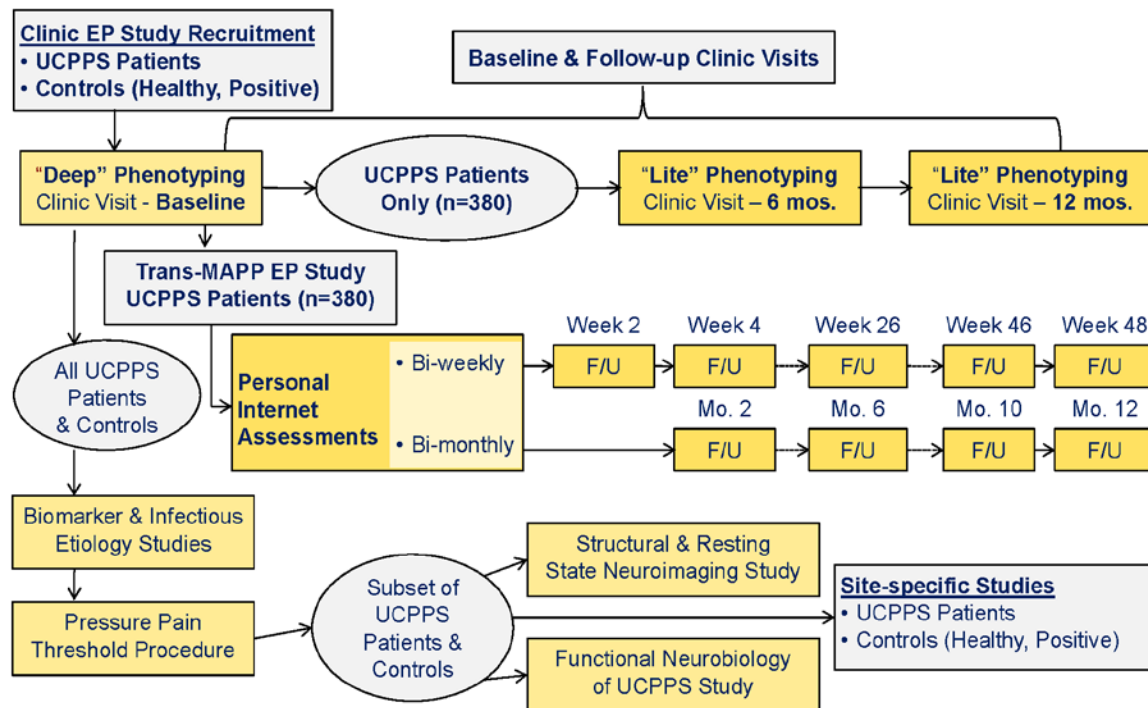 Clinic EP Study Recruitment
• UCPPS Patients
• Controls (Healthy, Positive)
Baseline & Follow-up Clinic Visits
"Deep" Phenotyping
Clinic Visit - Baseline
UCPPS Patients
Only (n=380)
"Lite" Phenotyping
Clinic Visit – 6 mos.
"Lite" Phenotyping
Clinic Visit – 12 mos.
Trans-MAPP EP Study
UCPPS Patients (n=380)
All UCPPS
Patients
& Controls
Personal
Internet
Assessments
• Bi-weekly
Week 2
Week 4
Week 26
Week 46
Week 48
F/U
F/U
F/U
F/U
F/U
• Bi-monthly
Mo. 2
Mo. 6
Mo. 10
Mo. 12
F/U
F/U
F/U
F/U
Biomarker & Infectious
Etiology Studies
Pressure Pain
Threshold Procedure
Subset of
UCPPS
Patients &
Controls
Structural & Resting
State Neuroimaging Study
Functional Neurobiology
of UCPPS Study
Site-specific Studies
• UCPPS Patients
• Controls (Healthy, Positive)